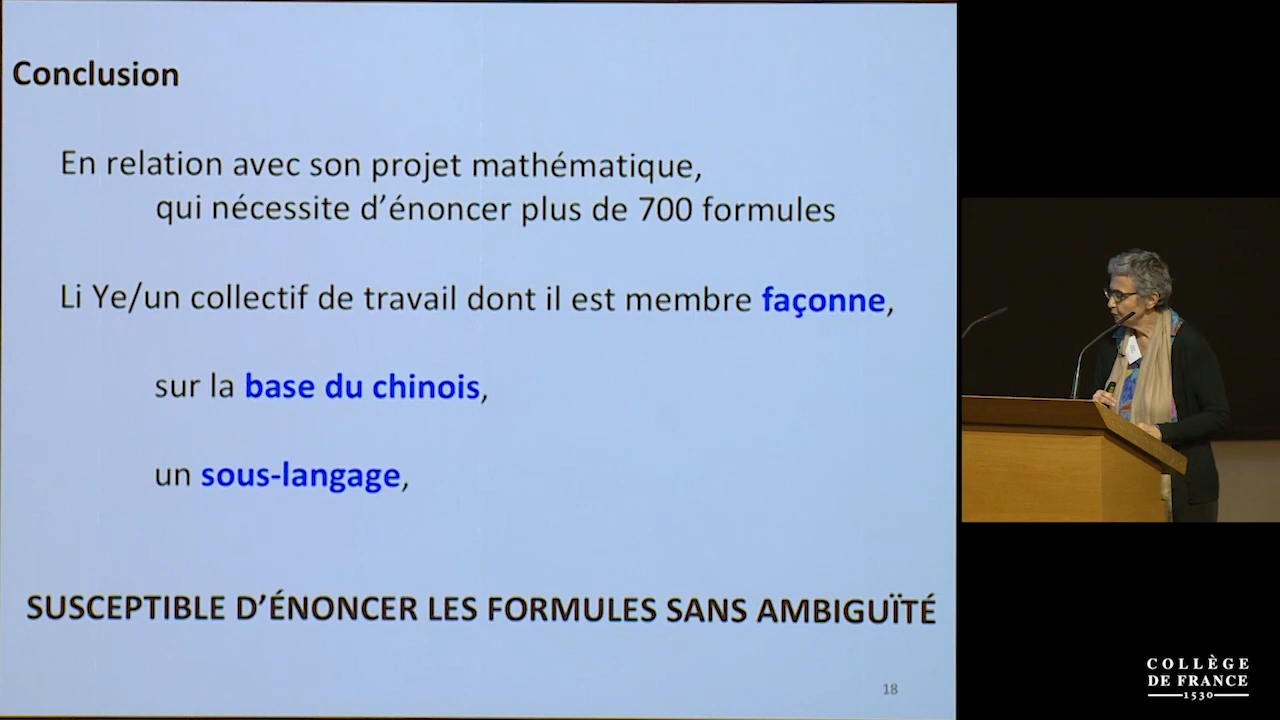 Conclusion
En relation avec son projet mathématique,
qui nécessite d’énoncer plus de 700 formules
Li Ye/un collectif de travail dont il est membre façonne,
sur la base du chinois,
un sous-langage,
SUSCEPTIBLE D’ÉNONCER LES FORMULES SANS AMBIGUÏTÉ
18
COLLÈGE
DE FRANCE
1530